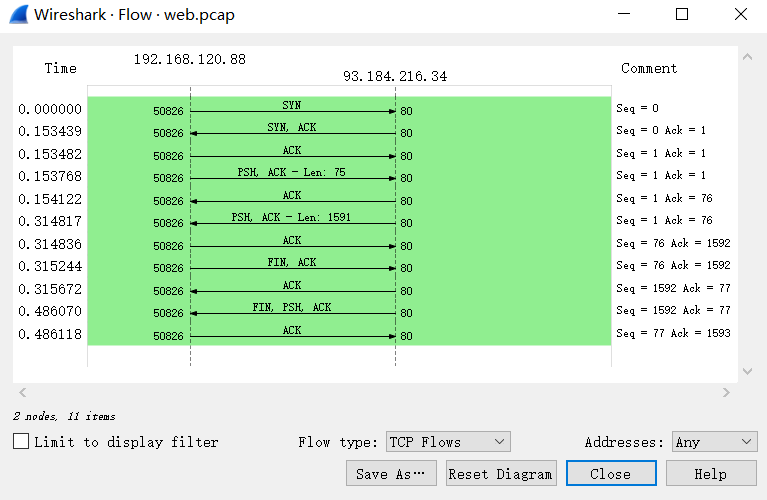 Wireshark · Flow · web.pcap
Time 192.168.120.88 93.184.216.34 Comment
0.000000 50826 SYN 80 Seq = 0
0.153439 50826 SYN, ACK 80 Seq = 0 Ack = 1
0.153482 50826 ACK 80 Seq = 1 Ack = 1
0.153768 50826 PSH, ACK - Len: 75 80 Seq = 1 Ack = 1
0.154122 50826 ACK 80 Seq = 1 Ack = 76
0.314817 50826 PSH, ACK - Len: 1591 80 Seq = 1 Ack = 76
0.314836 50826 ACK 80 Seq = 76 Ack = 1592
0.315244 50826 FIN, ACK 80 Seq = 76 Ack = 1592
0.315672 50826 ACK 80 Seq = 1592 Ack = 77
0.486070 50826 FIN, PSH, ACK 80 Seq = 1592 Ack = 77
0.486118 50826 ACK 80 Seq = 77 Ack = 1593
2 nodes, 11 items
Limit to display filter Flow type: TCP Flows Addresses: Any
Save As… Reset Diagram Close Help